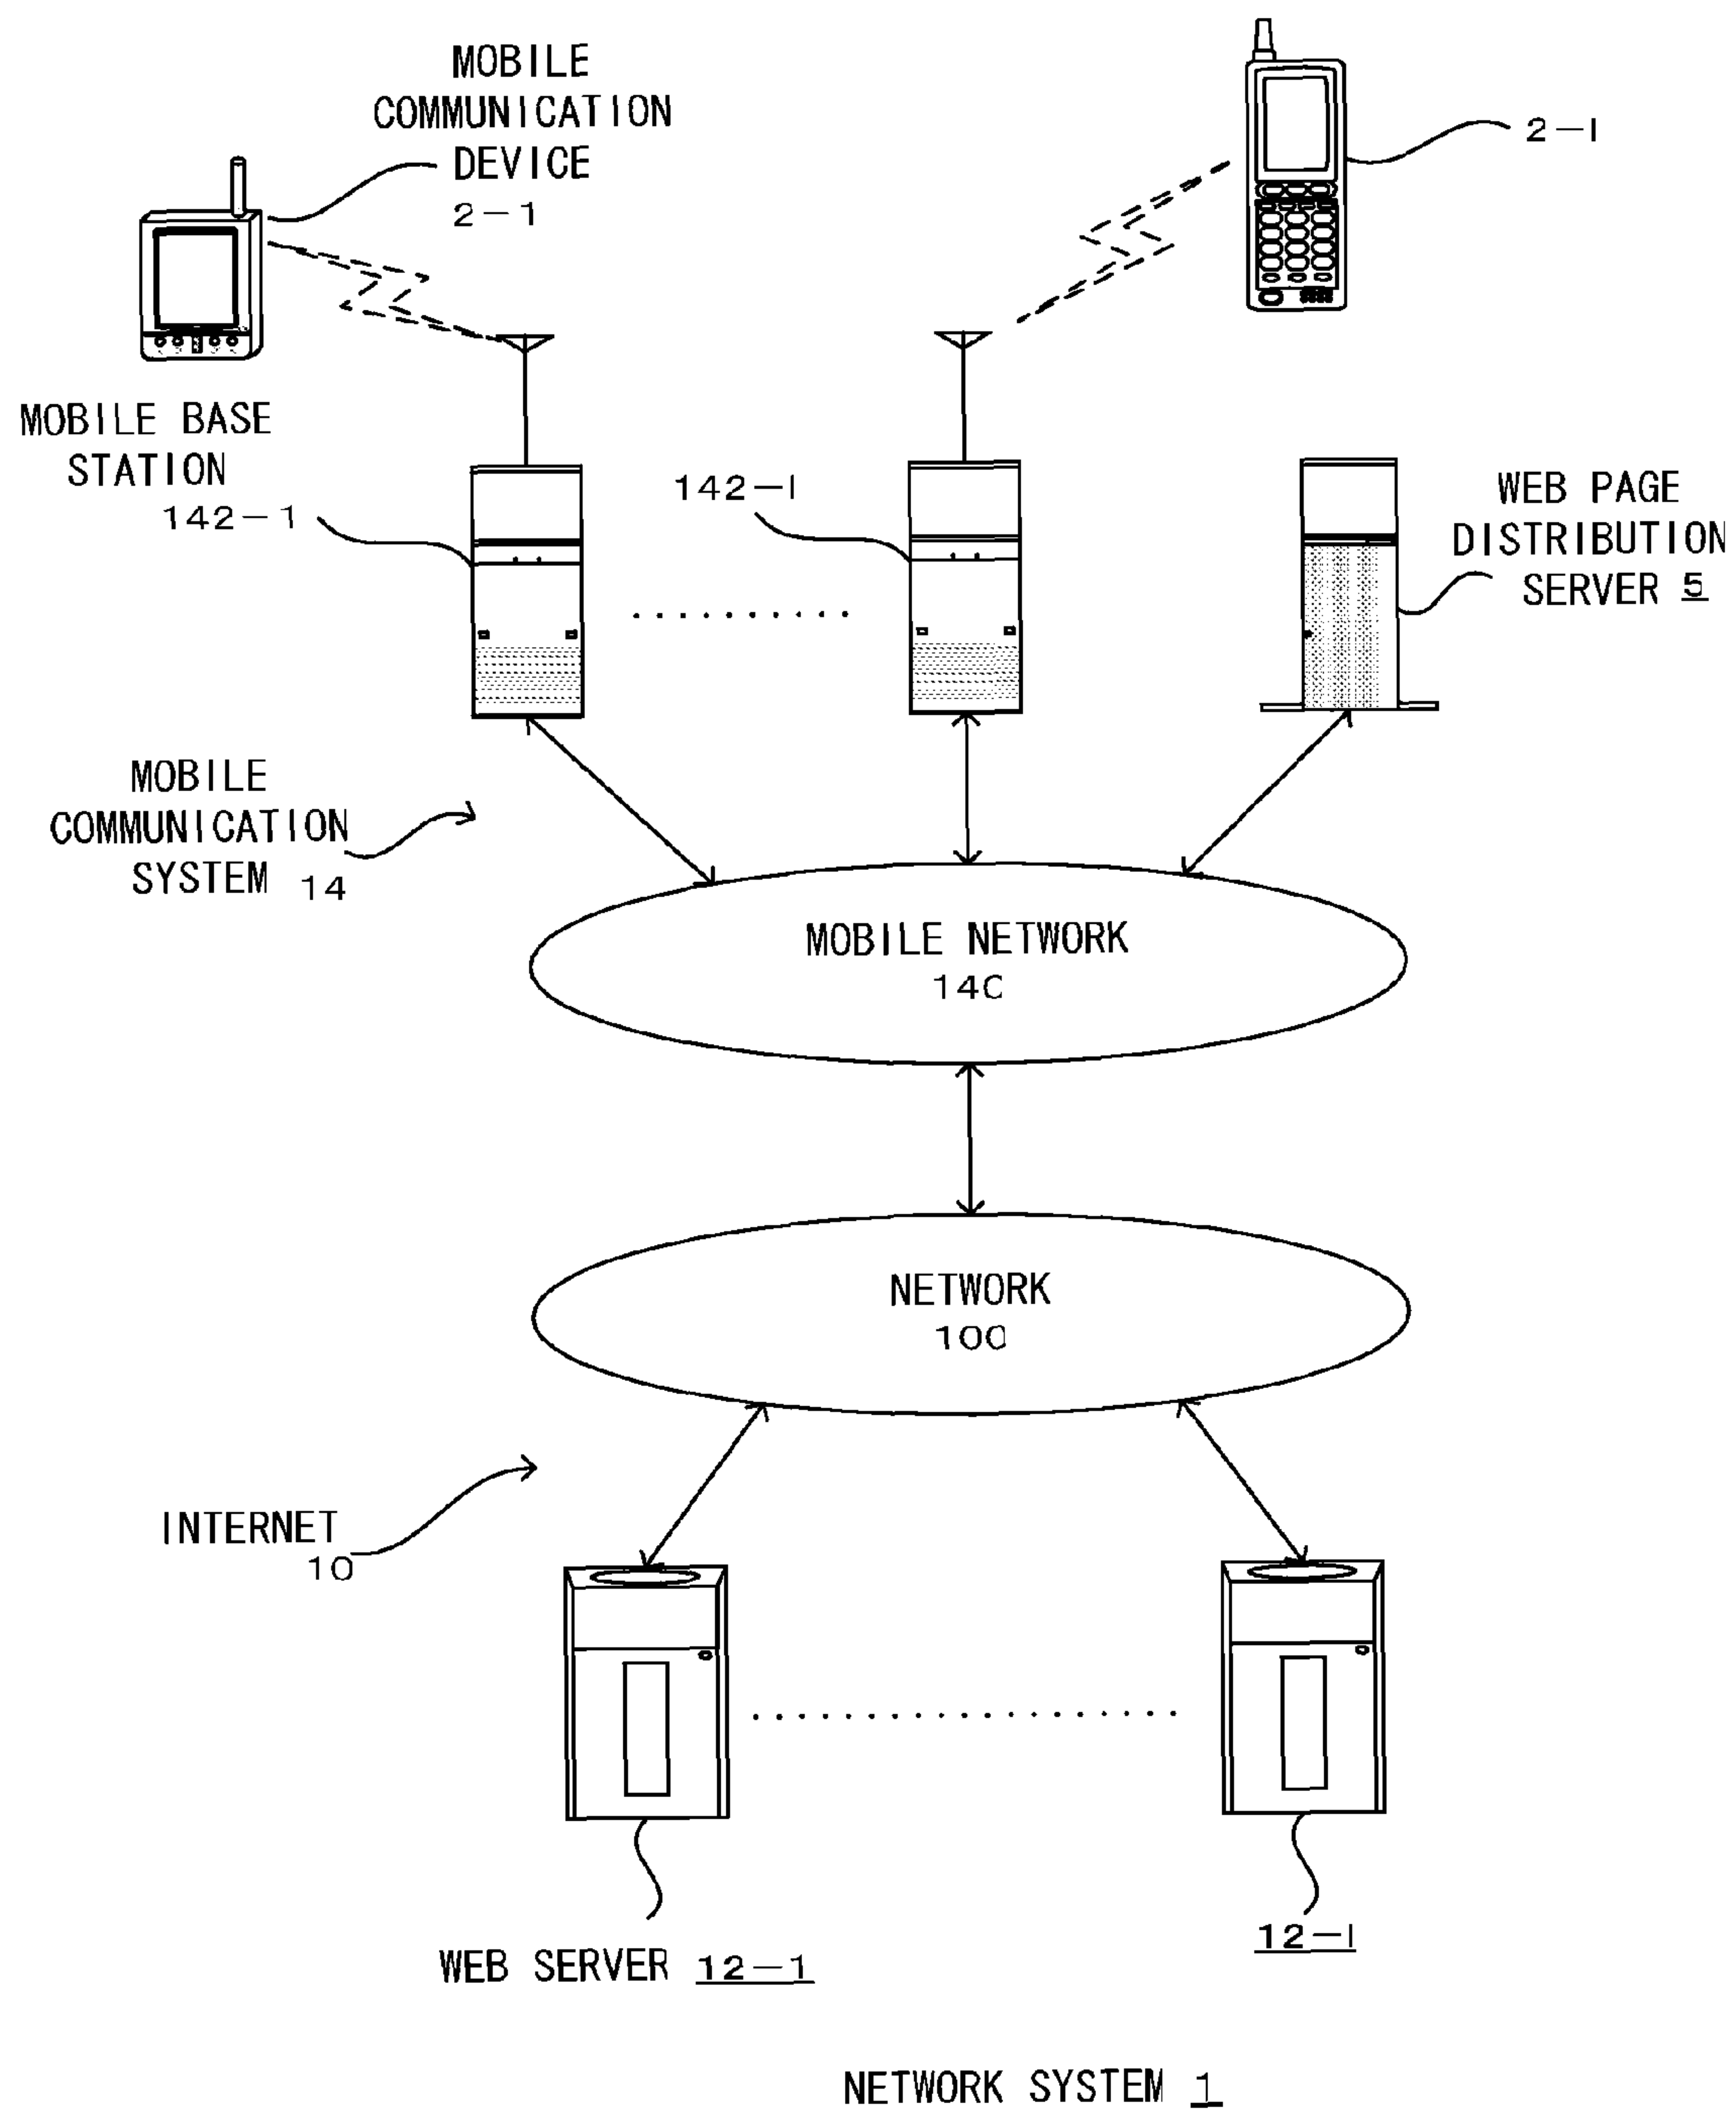 MOBILE
COMMUNICATION
DEVICE
2-1
2-I
MOBILE BASE
STATION
142-1
142-I
WEB PAGE
DISTRIBUTION
SERVER 5
MOBILE
COMMUNICATION
SYSTEM 14
MOBILE NETWORK
140
NETWORK
100
INTERNET
10
WEB SERVER 12-1
12-I
NETWORK SYSTEM 1